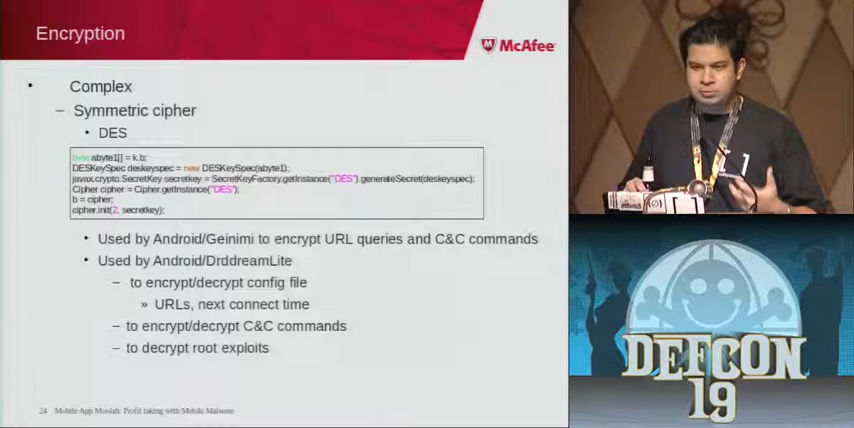 Encryption
McAfee
Complex
– Symmetric cipher
• DES
byte abyte1[] = k.b;
DESKeySpec deskeyspec = new DESKeySpec(abyte1);
javax.crypto.SecretKey secretkey = SecretKeyFactory.getInstance("DES").generateSecret(deskeyspec);
Cipher cipher = Cipher.getInstance("DES");
b = cipher;
cipher.init(2, secretkey);
• Used by Android/Geinimi to encrypt URL queries and C&C commands
• Used by Android/DrddreamLite
– to encrypt/decrypt config file
» URLs, next connect time
– to encrypt/decrypt C&C commands
– to decrypt root exploits
24 Mobile App Moolah: Profit taking with Mobile Malware
DEFCON
19